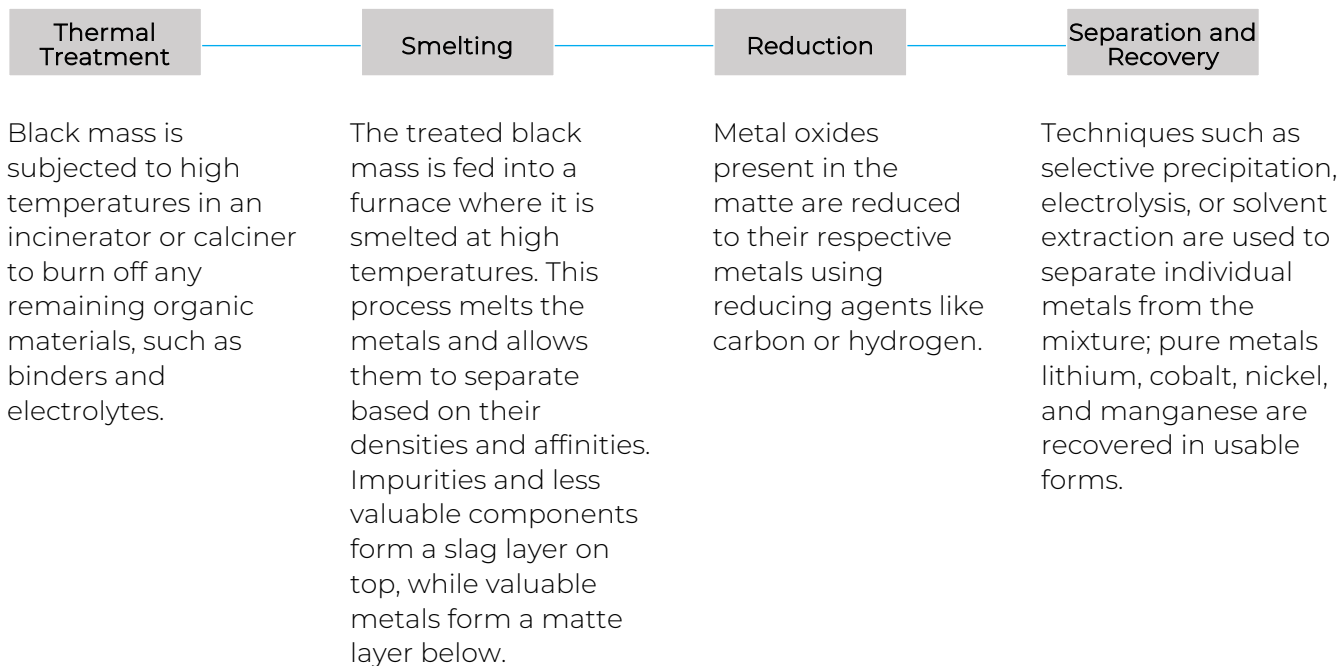 Thermal
Treatment
Smelting
Reduction
Separation and
Recovery
Black mass is
subjected to high
temperatures in an
incinerator or calciner
to burn off any
remaining organic
materials, such as
binders and
electrolytes.
The treated black
mass is fed into a
furnace where it is
smelted at high
temperatures. This
process melts the
metals and allows
them to separate
based on their
densities and affinities.
Impurities and less
valuable components
form a slag layer on
top, while valuable
metals form a matte
layer below.
Metal oxides
present in the
matte are reduced
to their respective
metals using
reducing agents like
carbon or hydrogen.
Techniques such as
selective precipitation,
electrolysis, or solvent
extraction are used to
separate individual
metals from the
mixture; pure metals
lithium, cobalt, nickel,
and manganese are
recovered in usable
forms.